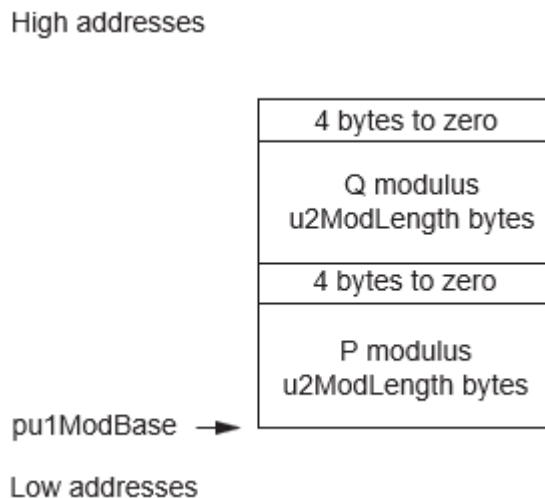 High addresses
4 bytes to zero
Q modulus
u2ModLength bytes
4 bytes to zero
P modulus
u2ModLength bytes
pu1ModBase
Low addresses